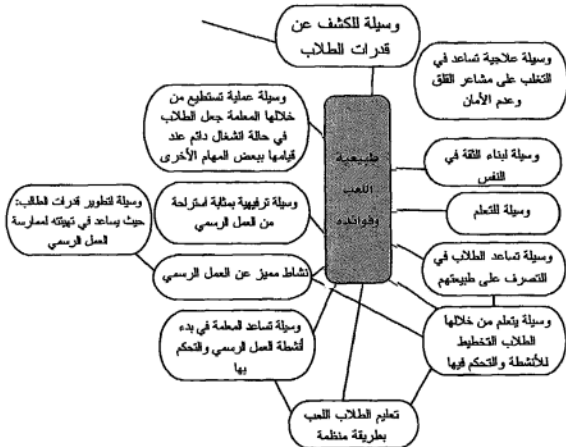 وسيلة للكشف عن
قدرات الطلاب
وسيلة علاجية تساعد في
التغلب على مشاعر القلق
وعدم الأمان
وسيلة عملية تستطيع من
خلالها المعلمة جعل الطلاب
في حالة انشغال دائم عند
قيامها ببعض المهام الأخرى
طبيعية
اللعب
وفوائده
وسيلة لبناء الثقة في
النفس
وسيلة للتعلم
وسيلة ترفيهية بمثابة استراحة
من العمل الرسمي
وسيلة لتطوير قدرات الطالب:
حيث يساعد في تهيئته لممارسة
العمل الرسمي
وسيلة تساعد الطلاب في
التصرف على طبيعتهم
نشاط مميز عن العمل الرسمي
وسيلة يتعلم من خلالها
الطلاب التخطيط
للأنشطة والتحكم فيها
وسيلة تساعد المعلمة في بدء
أنشطة العمل الرسمي والتحكم
بها
تعليم الطلاب اللعب
بطريقة منظمة